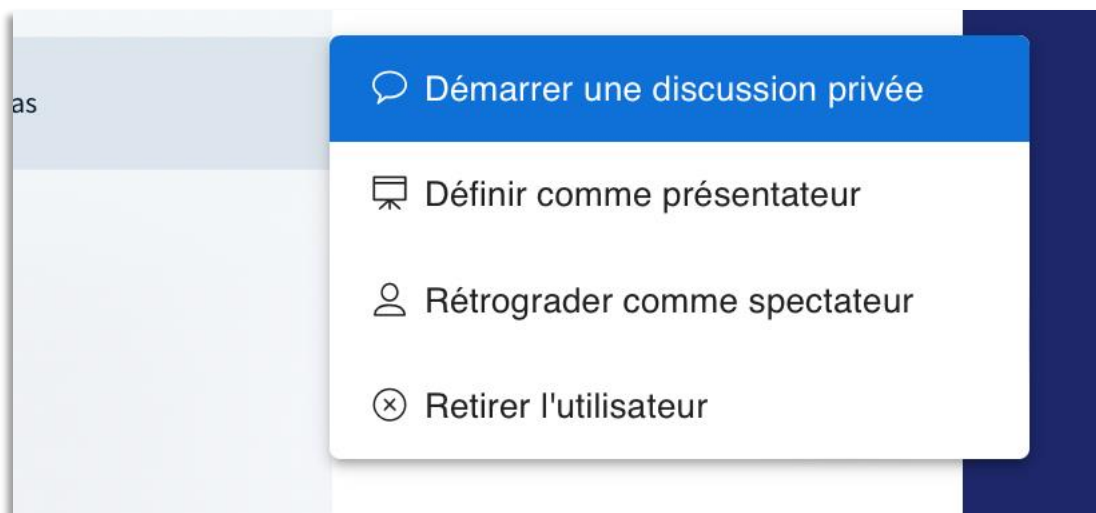 as
Démarrer une discussion privée
Définir comme présentateur
Rétrograder comme spectateur
Retirer l'utilisateur